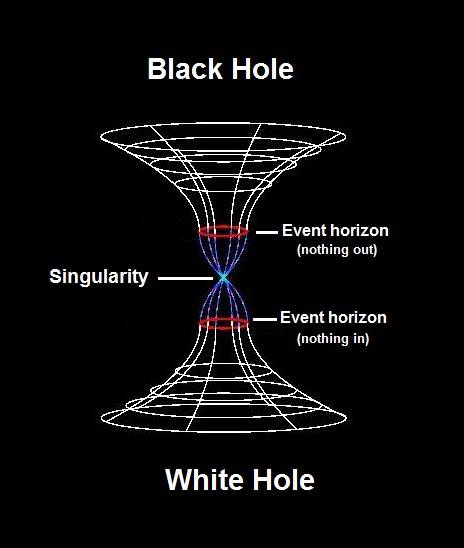 Black Hole
Event horizon
(nothing out)
Singularity
Event horizon
(nothing in)
White Hole